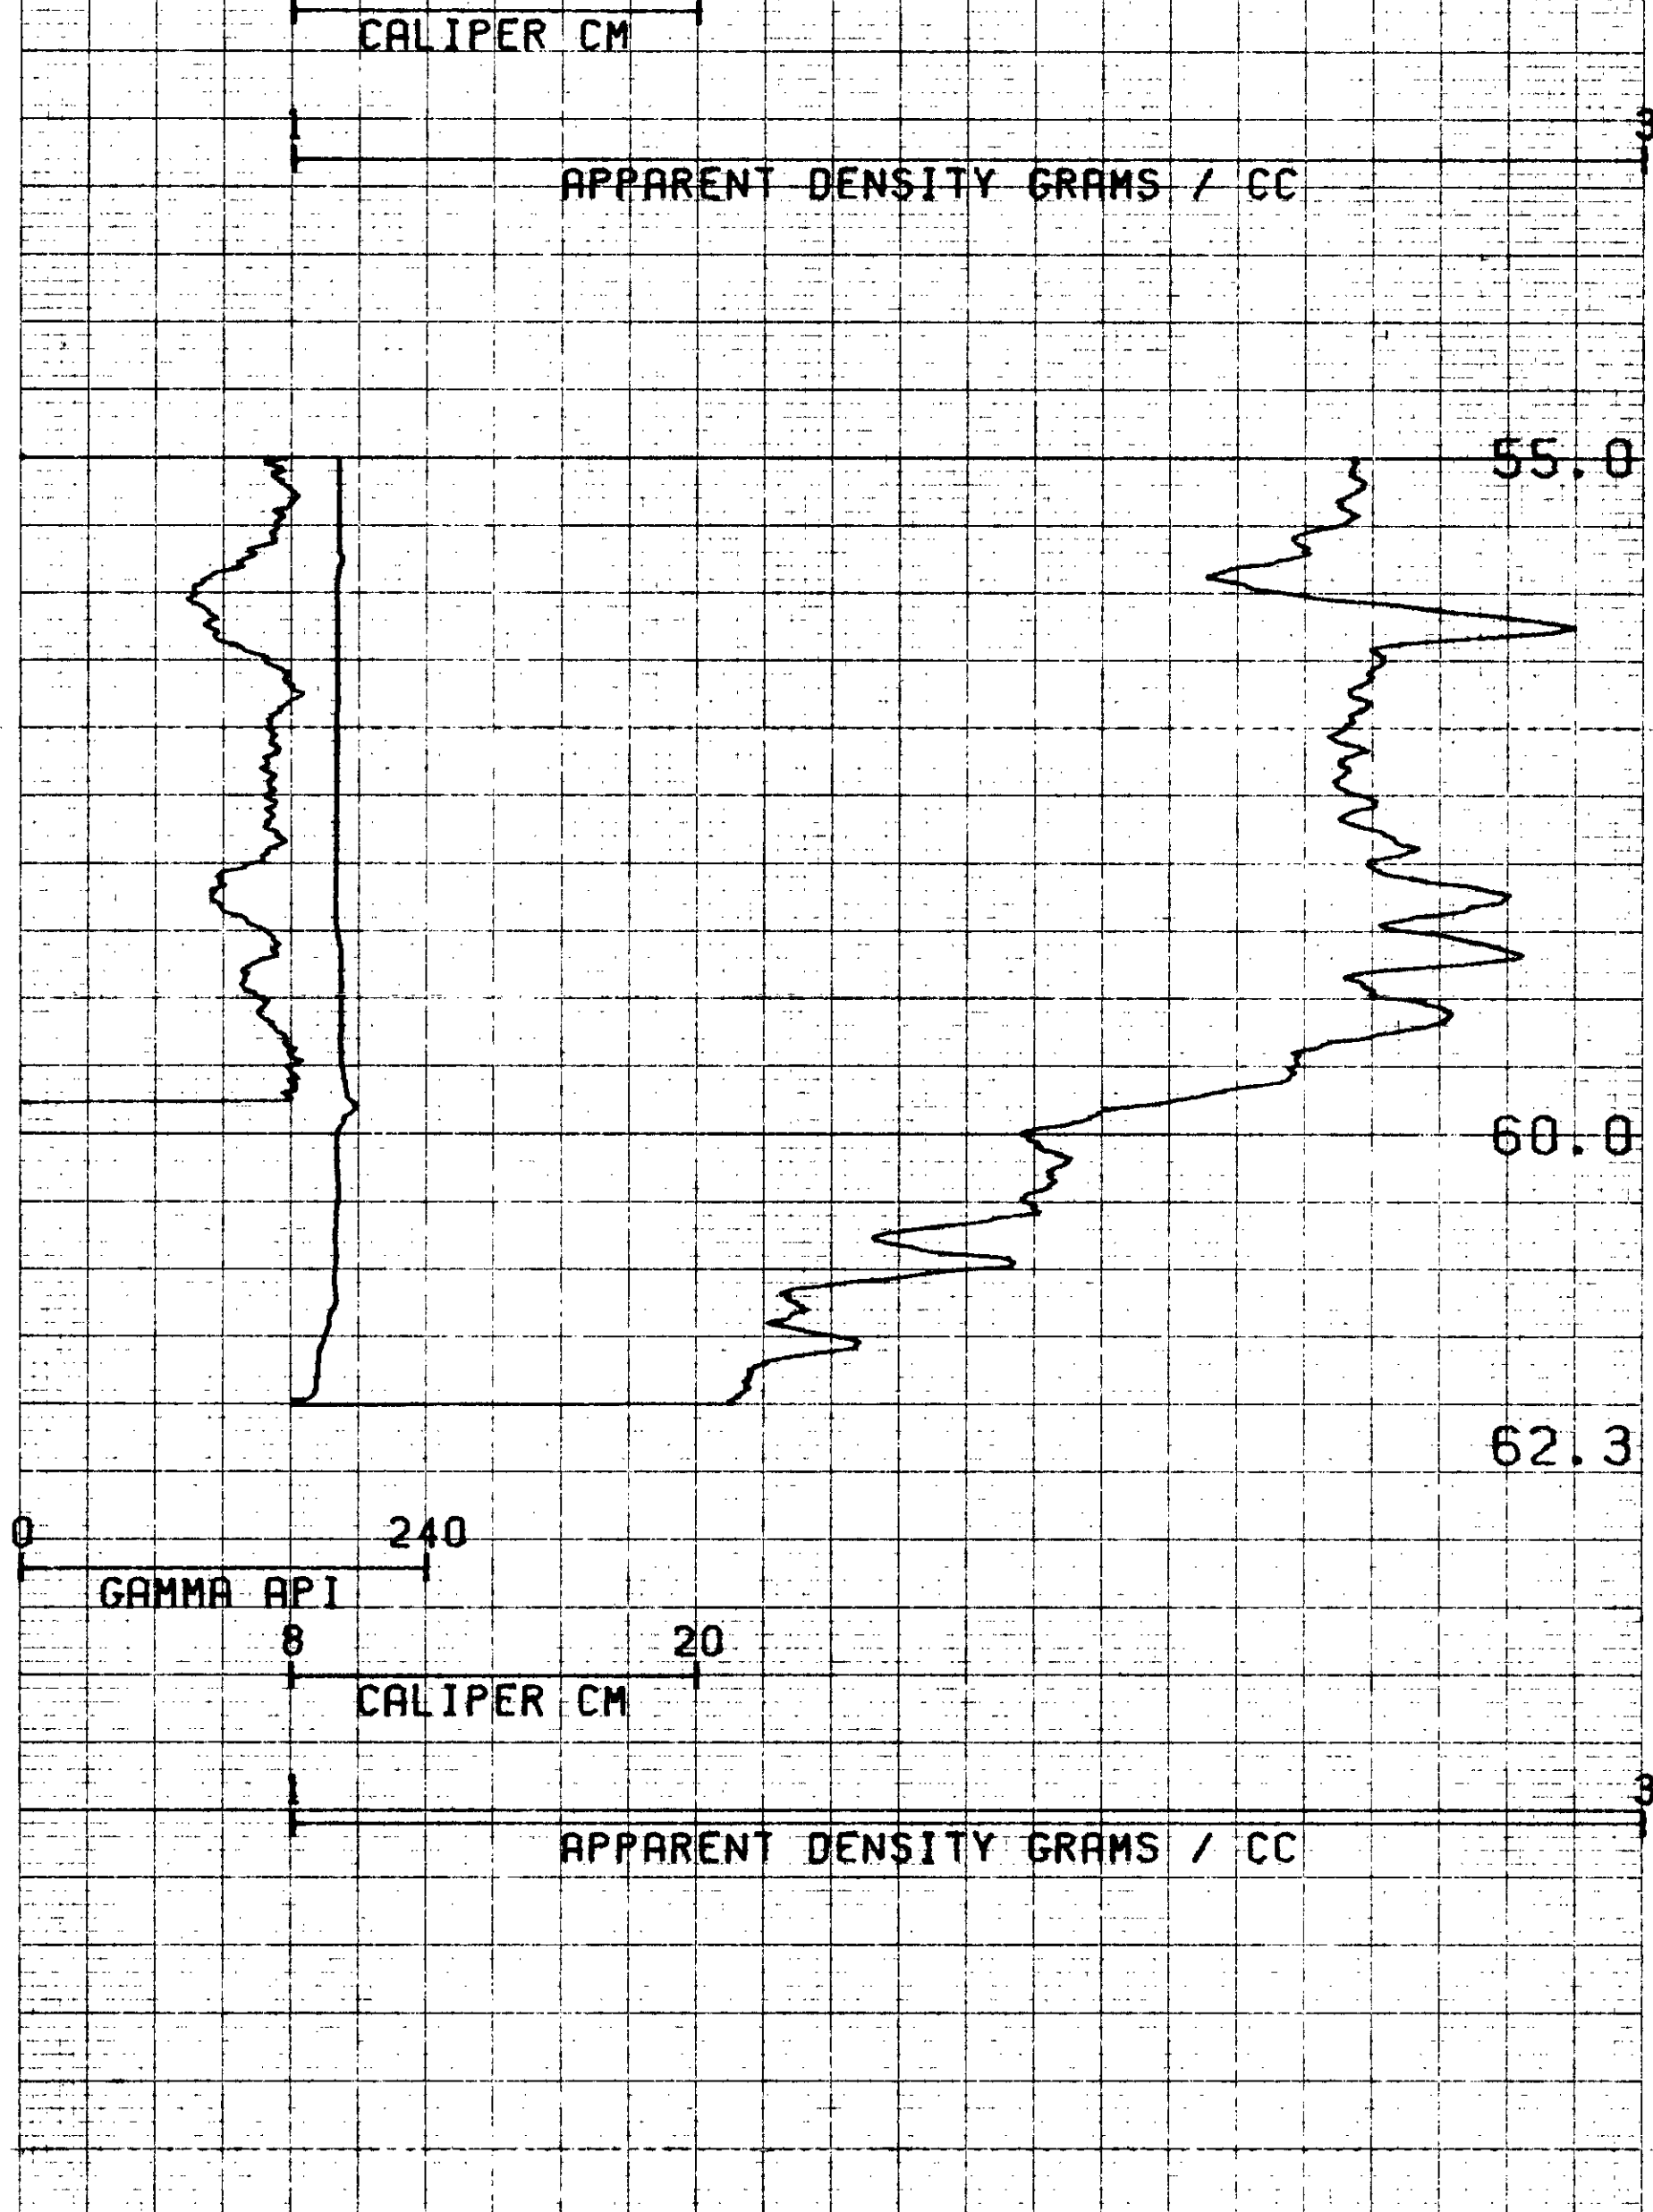 CALIPER CM
1 3
APPARENT DENSITY GRAMS / CC
55.0
60.0
62.3
0 240
GAMMA API
8 20
CALIPER CM
1 3
APPARENT DENSITY GRAMS / CC